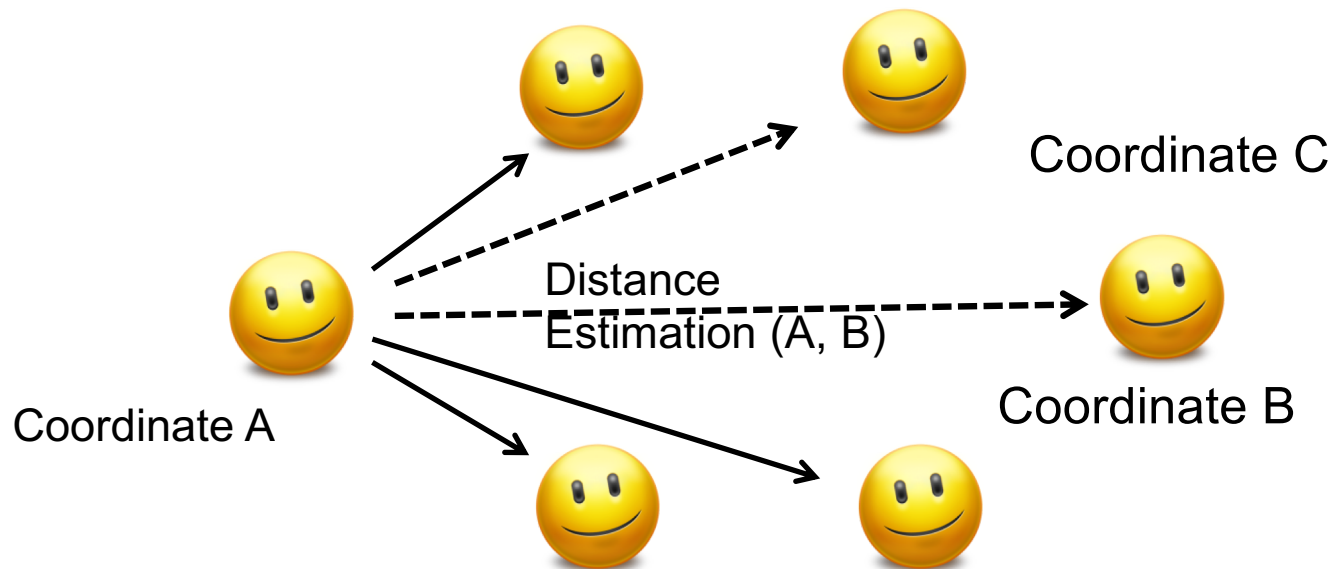 Coordinate C
Distance
Estimation (A, B)
Coordinate B
Coordinate A